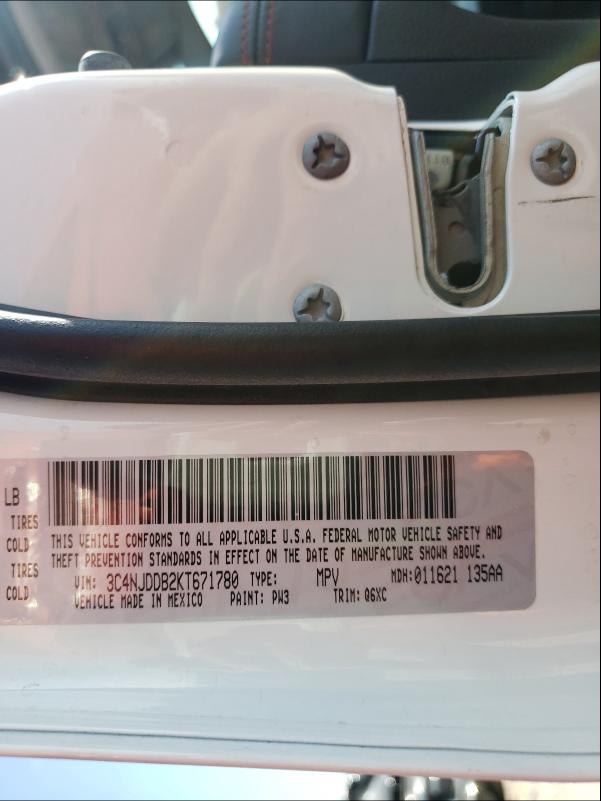 LB
TIRES
COLD
TIRES
COLD
THIS VEHICLE CONFORMS TO ALL APPLICABLE U.S.A. FEDERAL MOTOR VEHICLE SAFETY AND
THEFT PREVENTION STANDARDS IN EFFECT ON THE DATE OF MANUFACTURE SHOWN ABOVE.
VIN: 3C4NJDDB2KT671780 TYPE: MPV MDH:011621 135AA
VEHICLE MADE IN MEXICO PAINT: PW3 TRIM: Q6XC